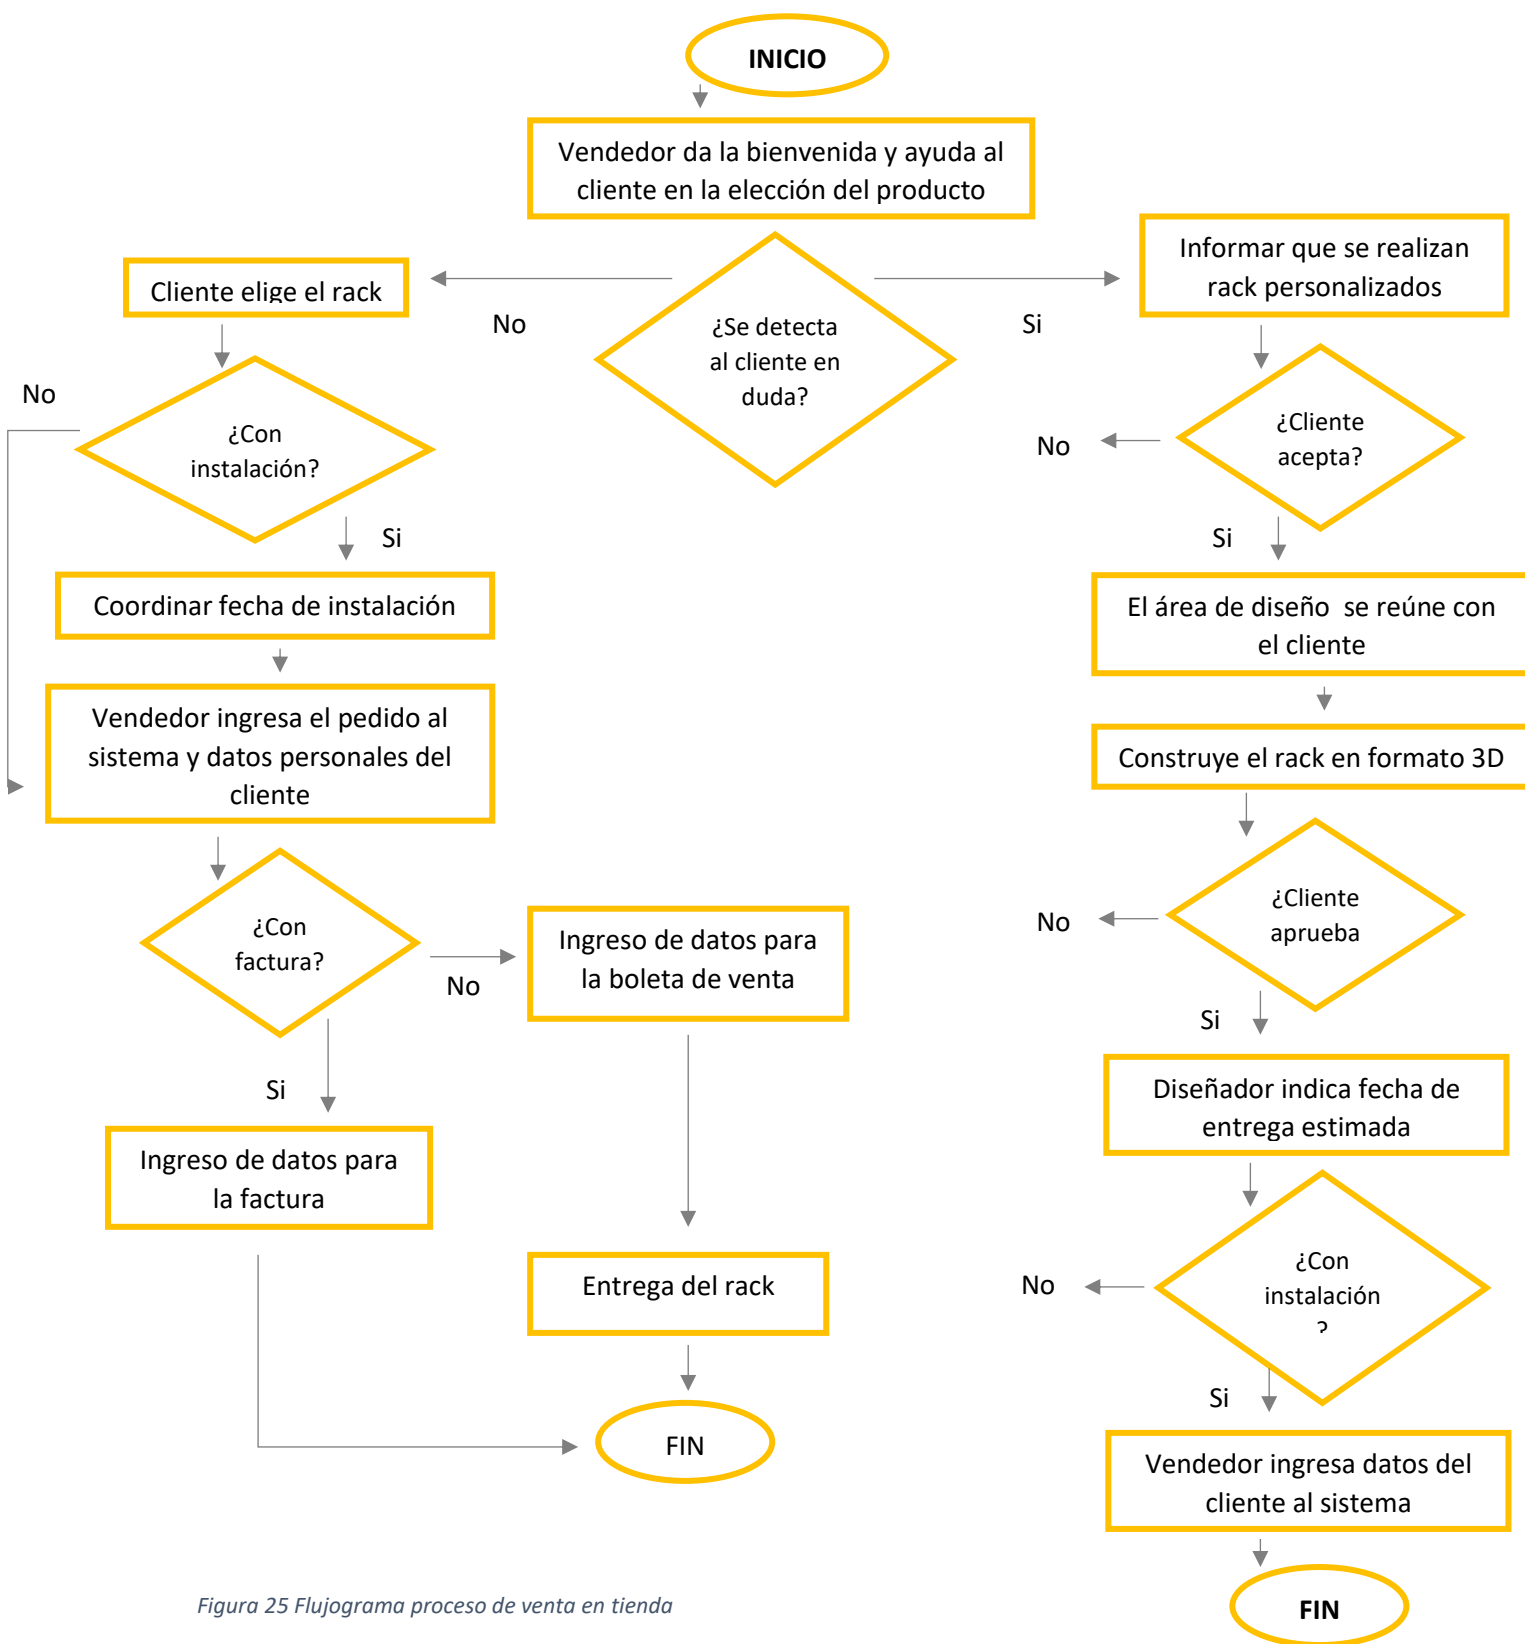 INICIO
Vendedor da la bienvenida y ayuda al
cliente en la elección del producto
Informar que se realizan
rack personalizados
Cliente elige el rack
No
¿Se detecta
al cliente en
duda?
Si
No
¿Con
instalación?
¿Cliente
acepta?
No
Si
Si
Coordinar fecha de instalación
El área de diseño  se reúne con
el cliente
Vendedor ingresa el pedido al
sistema y datos personales del
cliente
Construye el rack en formato 3D
¿Con
factura?
No
Ingreso de datos para
la boleta de venta
No
¿Cliente
aprueba
Si
Si
Diseñador indica fecha de
entrega estimada
Ingreso de datos para
la factura
Entrega del rack
No
¿Con
instalación
?
Si
FIN
Vendedor ingresa datos del
cliente al sistema
Figura 25 Flujograma proceso de venta en tienda
FIN